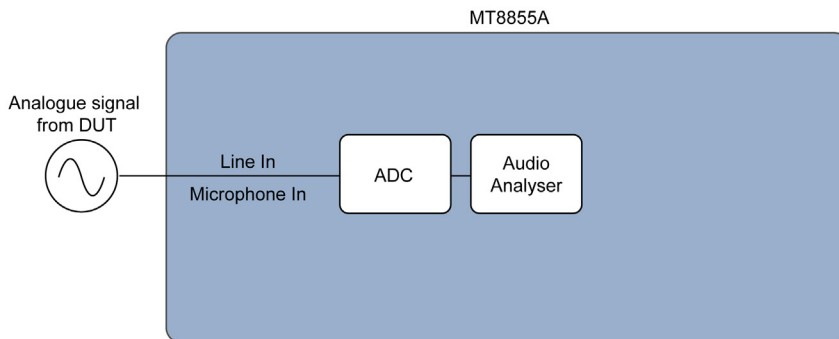 MT8855A
Analogue signal
from DUT
Line In
Microphone In
ADC
Audio
Analyser